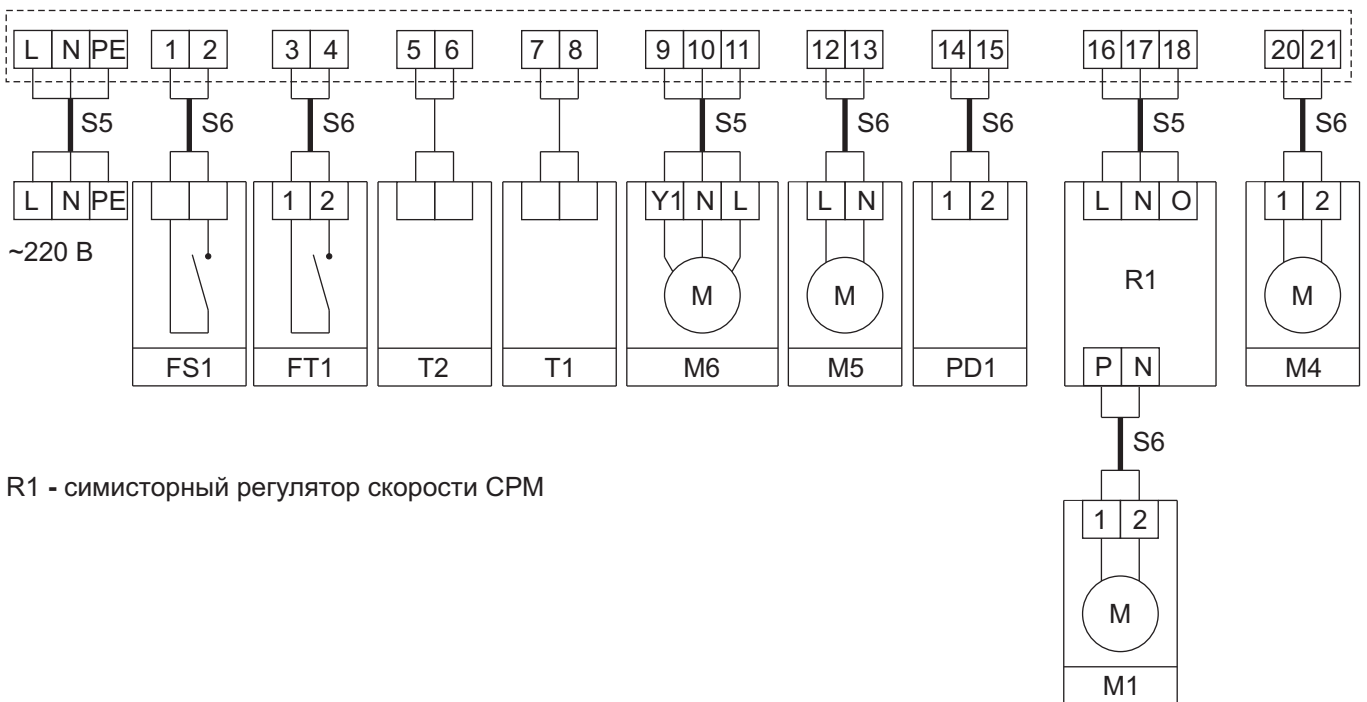 L N PE 1 2 3 4 5 6 7 8 9 10 11 12 13 14 15 16 17 18 20 21
S5 S6 S6 S5 S6 S6 S5 S6
L N PE 1 2 Y1 N L L N 1 2 L N O 1 2
~220 В
M M R1 M
FS1 FT1 T2 T1 M6 M5 PD1 P N M4
S6
R1 - симисторный регулятор скорости СРМ
1 2
M
M1